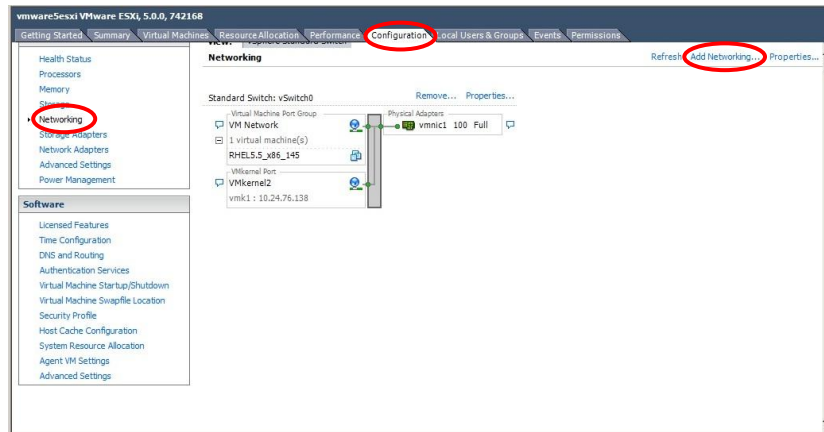 vmware5esxi VMware ESXi, 5.0.0, 742168
Getting Started Summary Virtual Machines Resource Allocation Performance Configuration Local Users & Groups Events Permissions
View: vSphere Standard Switch
Health Status
Processors
Memory
Storage
Networking
Storage Adapters
Network Adapters
Advanced Settings
Power Management
Software
Licensed Features
Time Configuration
DNS and Routing
Authentication Services
Virtual Machine Startup/Shutdown
Virtual Machine Swapfile Location
Security Profile
Host Cache Configuration
System Resource Allocation
Agent VM Settings
Advanced Settings
Networking
Refresh Add Networking... Properties...
Standard Switch: vSwitch0 Remove... Properties...
Virtual Machine Port Group
VM Network
1 virtual machine(s)
RHEL5.5_x86_145
VMkernel Port
VMkernel2
vmk1 : 10.24.76.138
Physical Adapters
vmnic1 100 Full